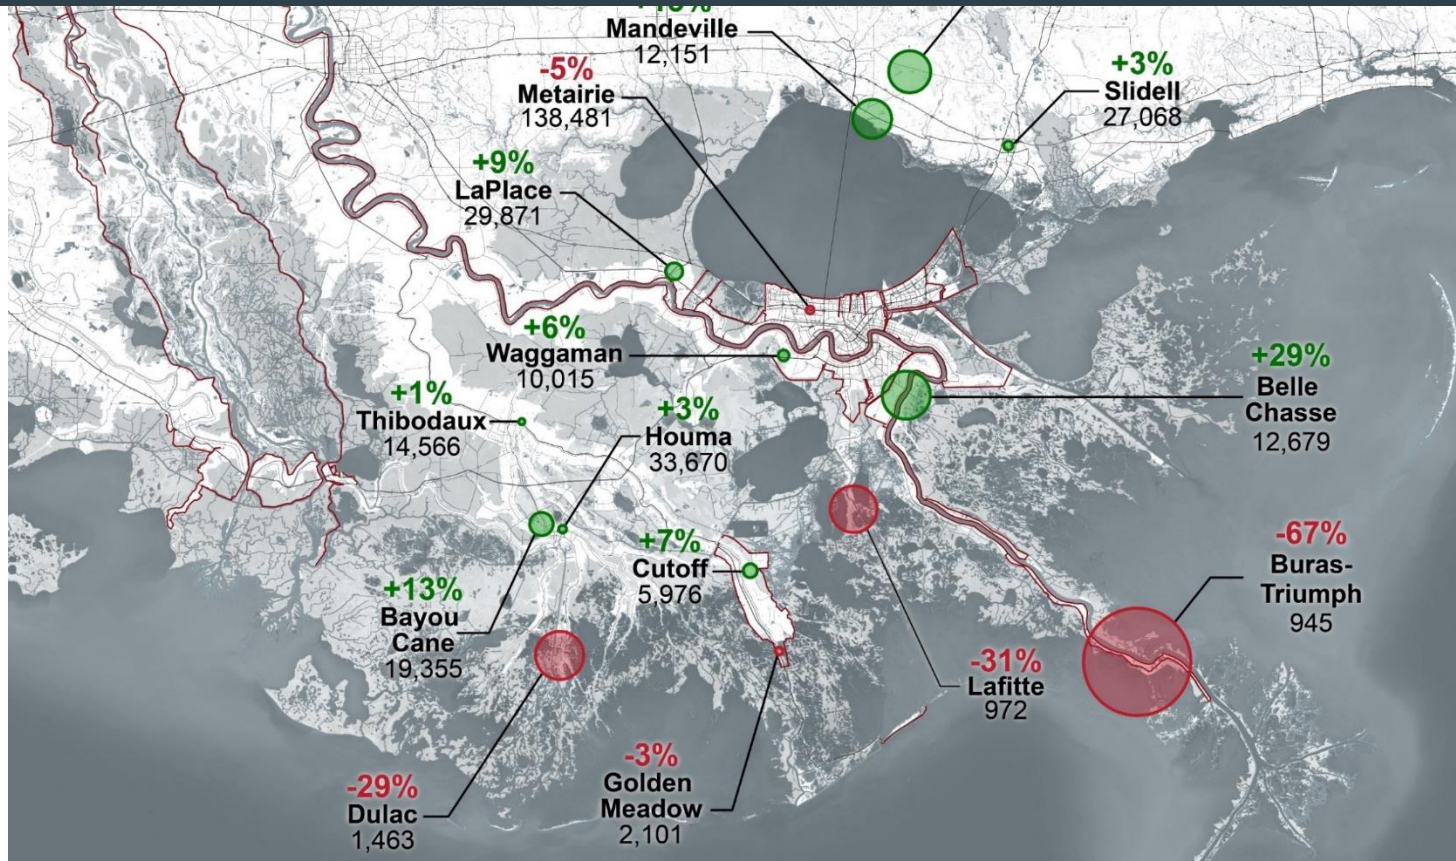 Mandeville
12,151
-5%
Metairie
138,481
+3%
Slidell
27,068
+9%
LaPlace
29,871
+6%
Waggaman
10,015
+29%
Belle
Chasse
12,679
+1%
Thibodaux
14,566
+3%
Houma
33,670
+7%
Cutoff
5,976
-67%
Buras-
Triumph
945
+13%
Bayou
Cane
19,355
-31%
Lafitte
972
-3%
Golden
Meadow
2,101
-29%
Dulac
1,463